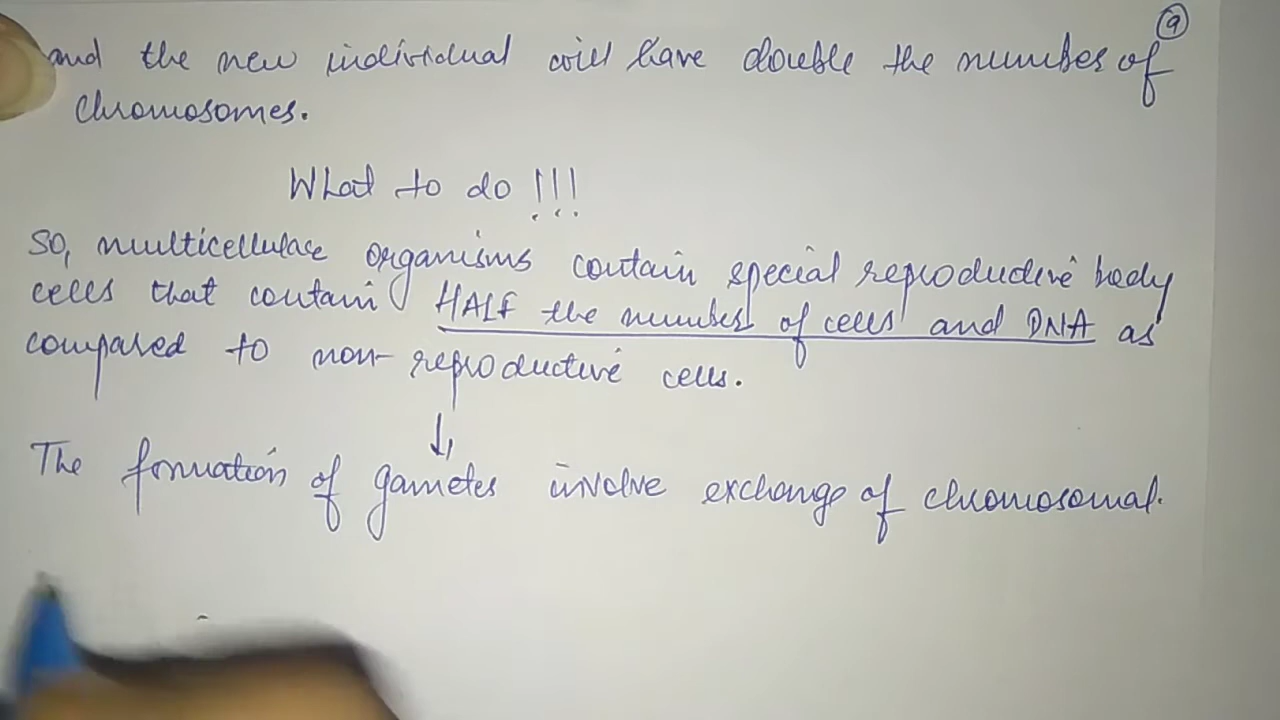 9
and the new individual will have double the number of
chromosomes.
What to do !!!
So, multicellular organisms contain special reproductive body
cells that contain HALF the number of cells and DNA as
compared to non-reproductive cells.
↓
The formation of gametes involve exchange of chromosomal.